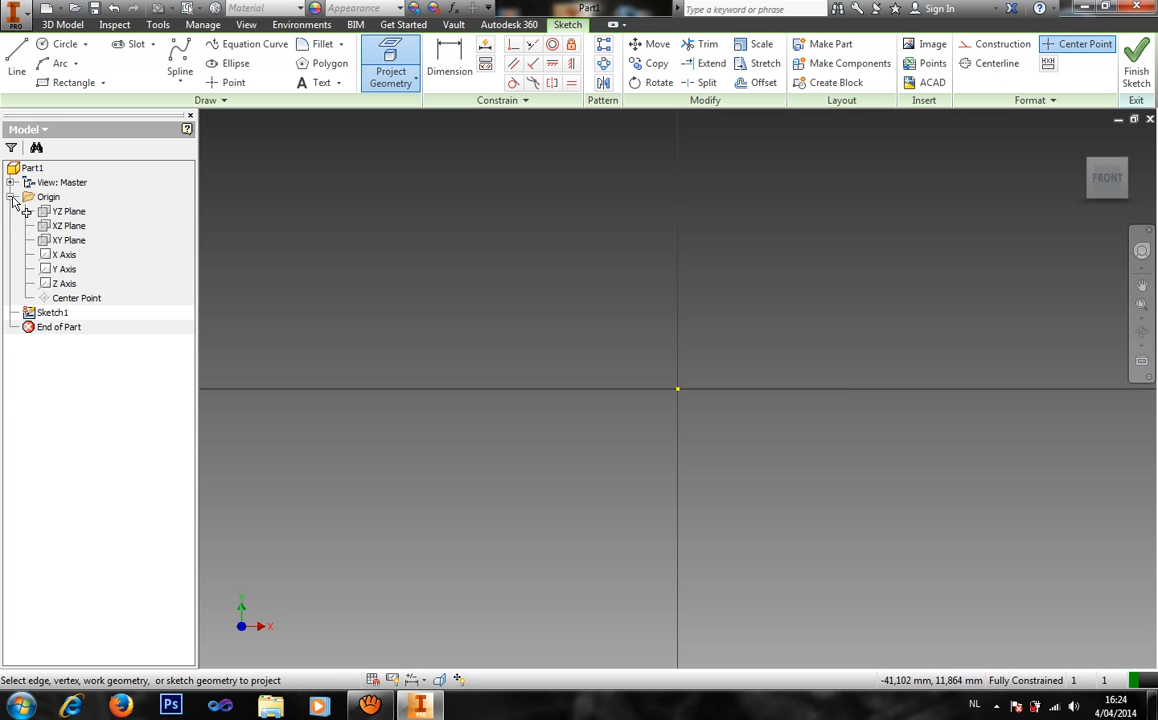 PRO
Material
Appearance
Part1
Type a keyword or phrase
Sign In
3D Model Inspect Tools Manage View Environments BIM Get Started Vault Autodesk 360 Sketch
Line
Circle
Arc
Rectangle
Slot
Spline
Equation Curve
Ellipse
Point
Fillet
Polygon
Text
Project Geometry
Dimension
Move
Copy
Rotate
Trim
Extend
Split
Scale
Stretch
Offset
Make Part
Make Components
Create Block
Image
Points
ACAD
Construction
Centerline
Center Point
Finish Sketch
Draw Constrain Pattern Modify Layout Insert Format Exit
Model
Part1
View: Master
Origin
YZ Plane
XZ Plane
XY Plane
X Axis
Y Axis
Z Axis
Center Point
Sketch1
End of Part
FRONT
X
Select edge, vertex, work geometry, or sketch geometry to project
-41,102 mm, 11,864 mm Fully Constrained 1 1
Ps
NL
16:24
4/04/2014